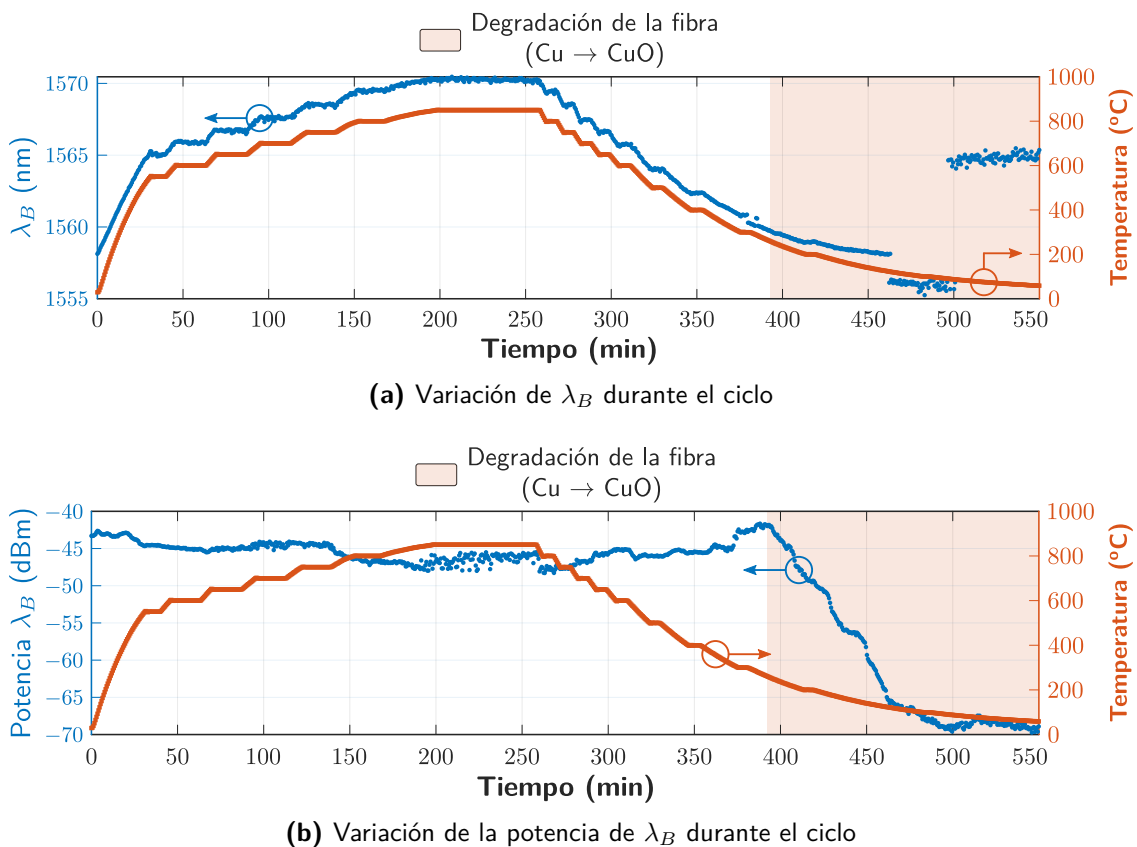 Degradación de la fibra
(Cu → CuO)
1570
1565
1560
1555
λ_B (nm)
1000
800
600
400
200
0
Temperatura (ºC)
0 50 100 150 200 250 300 350 400 450 500 550
Tiempo (min)
(a) Variación de λ_B durante el ciclo
Degradación de la fibra
(Cu → CuO)
−40
−45
−50
−55
−60
−65
−70
Potencia λ_B (dBm)
1000
800
600
400
200
0
Temperatura (ºC)
0 50 100 150 200 250 300 350 400 450 500 550
Tiempo (min)
(b) Variación de la potencia de λ_B durante el ciclo